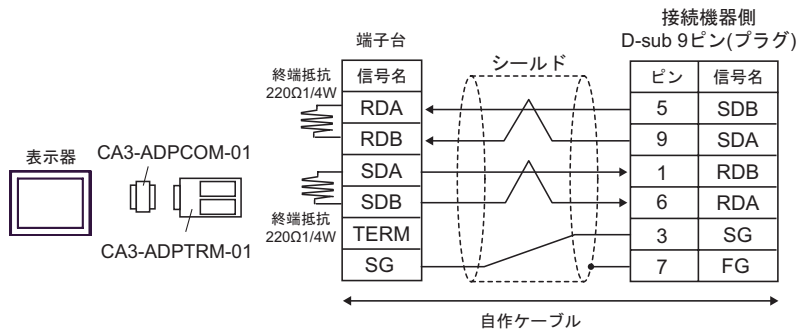 接続機器側
端子台
D-sub 9ピン(プラグ)
終端抵抗
220Ω1/4W
信号名
シールド
ピン
信号名
RDA
5
SDB
RDB
9
SDA
表示器
CA3-ADPCOM-01
SDA
1
RDB
SDB
6
RDA
終端抵抗
220Ω1/4W
TERM
3
SG
CA3-ADPTRM-01
SG
7
FG
自作ケーブル